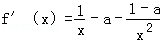 f′ (x) = 1/x − a − (1−a)/x²